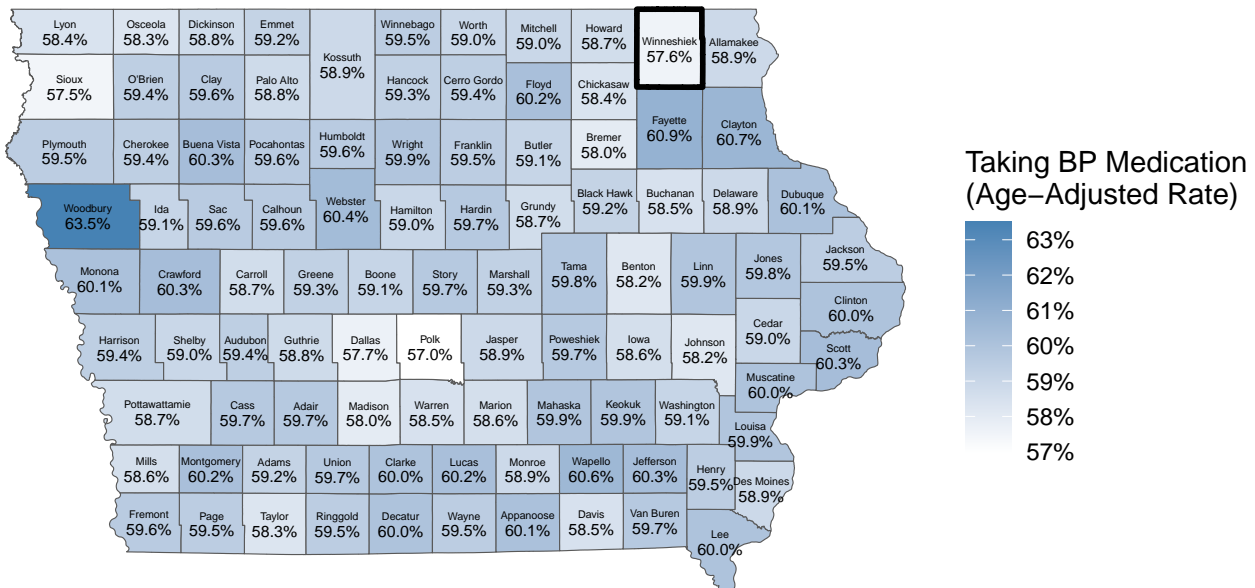 Lyon
58.4%
Osceola
58.3%
Dickinson
58.8%
Emmet
59.2%
Kossuth
58.9%
Winnebago
59.5%
Worth
59.0%
Mitchell
59.0%
Howard
58.7%
Winneshiek
57.6%
Allamakee
58.9%
Sioux
57.5%
O'Brien
59.4%
Clay
59.6%
Palo Alto
58.8%
Hancock
59.3%
Cerro Gordo
59.4%
Floyd
60.2%
Chickasaw
58.4%
Fayette
60.9%
Clayton
60.7%
Plymouth
59.5%
Cherokee
59.4%
Buena Vista
60.3%
Pocahontas
59.6%
Humboldt
59.6%
Wright
59.9%
Franklin
59.5%
Butler
59.1%
Bremer
58.0%
Woodbury
63.5%
Ida
59.1%
Sac
59.6%
Calhoun
59.6%
Webster
60.4%
Hamilton
59.0%
Hardin
59.7%
Grundy
58.7%
Black Hawk
59.2%
Buchanan
58.5%
Delaware
58.9%
Dubuque
60.1%
Monona
60.1%
Crawford
60.3%
Carroll
58.7%
Greene
59.3%
Boone
59.1%
Story
59.7%
Marshall
59.3%
Tama
59.8%
Benton
58.2%
Linn
59.9%
Jones
59.8%
Jackson
59.5%
Clinton
60.0%
Harrison
59.4%
Shelby
59.0%
Audubon
59.4%
Guthrie
58.8%
Dallas
57.7%
Polk
57.0%
Jasper
58.9%
Poweshiek
59.7%
Iowa
58.6%
Johnson
58.2%
Cedar
59.0%
Scott
60.3%
Muscatine
60.0%
Pottawattamie
58.7%
Cass
59.7%
Adair
59.7%
Madison
58.0%
Warren
58.5%
Marion
58.6%
Mahaska
59.9%
Keokuk
59.9%
Washington
59.1%
Louisa
59.9%
Mills
58.6%
Montgomery
60.2%
Adams
59.2%
Union
59.7%
Clarke
60.0%
Lucas
60.2%
Monroe
58.9%
Wapello
60.6%
Jefferson
60.3%
Henry
59.5%
Des Moines
58.9%
Fremont
59.6%
Page
59.5%
Taylor
58.3%
Ringgold
59.5%
Decatur
60.0%
Wayne
59.5%
Appanoose
60.1%
Davis
58.5%
Van Buren
59.7%
Lee
60.0%
Taking BP Medication
(Age−Adjusted Rate)
63%
62%
61%
60%
59%
58%
57%